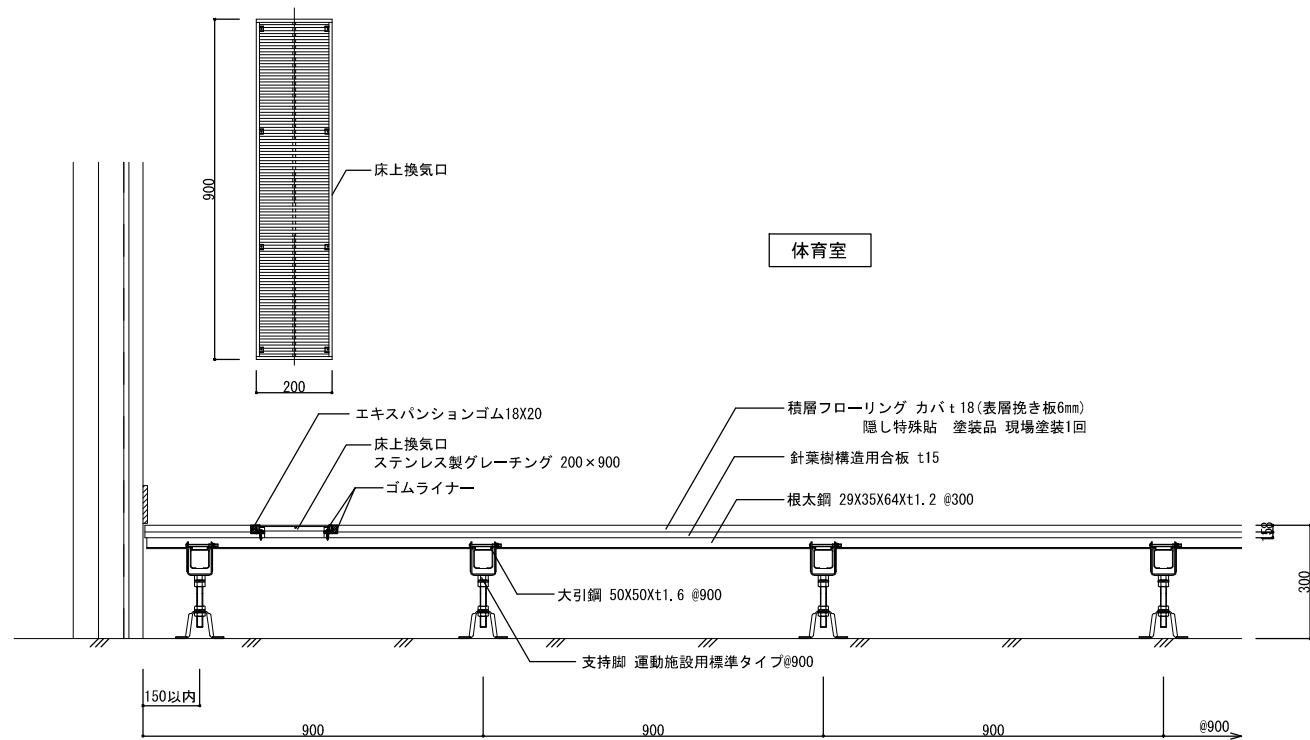 900
床上換気口
200
体育室
エキスパンションゴム18X20
床上換気口
ステンレス製グレーチング 200×900
ゴムライナー
積層フローリング カバt18(表層挽き板6mm)
隠し特殊貼 塗装品 現場塗装1回
針葉樹構造用合板 t15
根太鋼 29X35X64Xt1.2 @300
大引鋼 50X50Xt1.6 @900
支持脚 運動施設用標準タイプ@900
300
150以内
900
900
900
@900